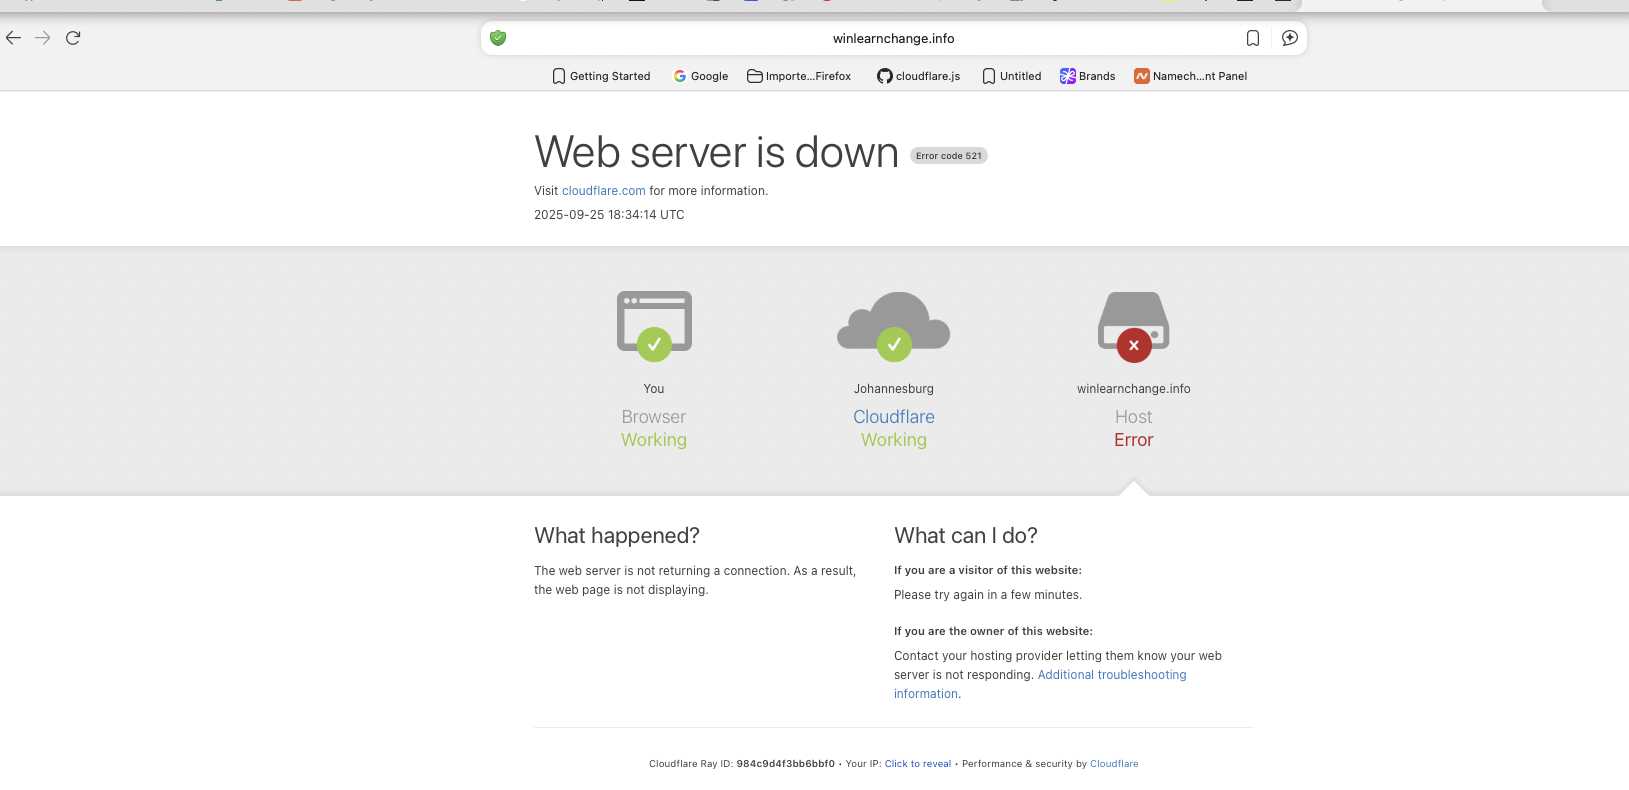 winlearnchange.info
Getting Started Google Importe...Firefox cloudflare.js Untitled Brands Namech...nt Panel
Web server is down Error code 521
Visit cloudflare.com for more information.
2025-09-25 18:34:14 UTC
You
Browser
Working
Johannesburg
Cloudflare
Working
winlearnchange.info
Host
Error
What happened?
The web server is not returning a connection. As a result,
the web page is not displaying.
What can I do?
If you are a visitor of this website:
Please try again in a few minutes.
If you are the owner of this website:
Contact your hosting provider letting them know your web
server is not responding. Additional troubleshooting
information.
Cloudflare Ray ID: 984c9d4f3bb6bbf0 • Your IP: Click to reveal • Performance & security by Cloudflare